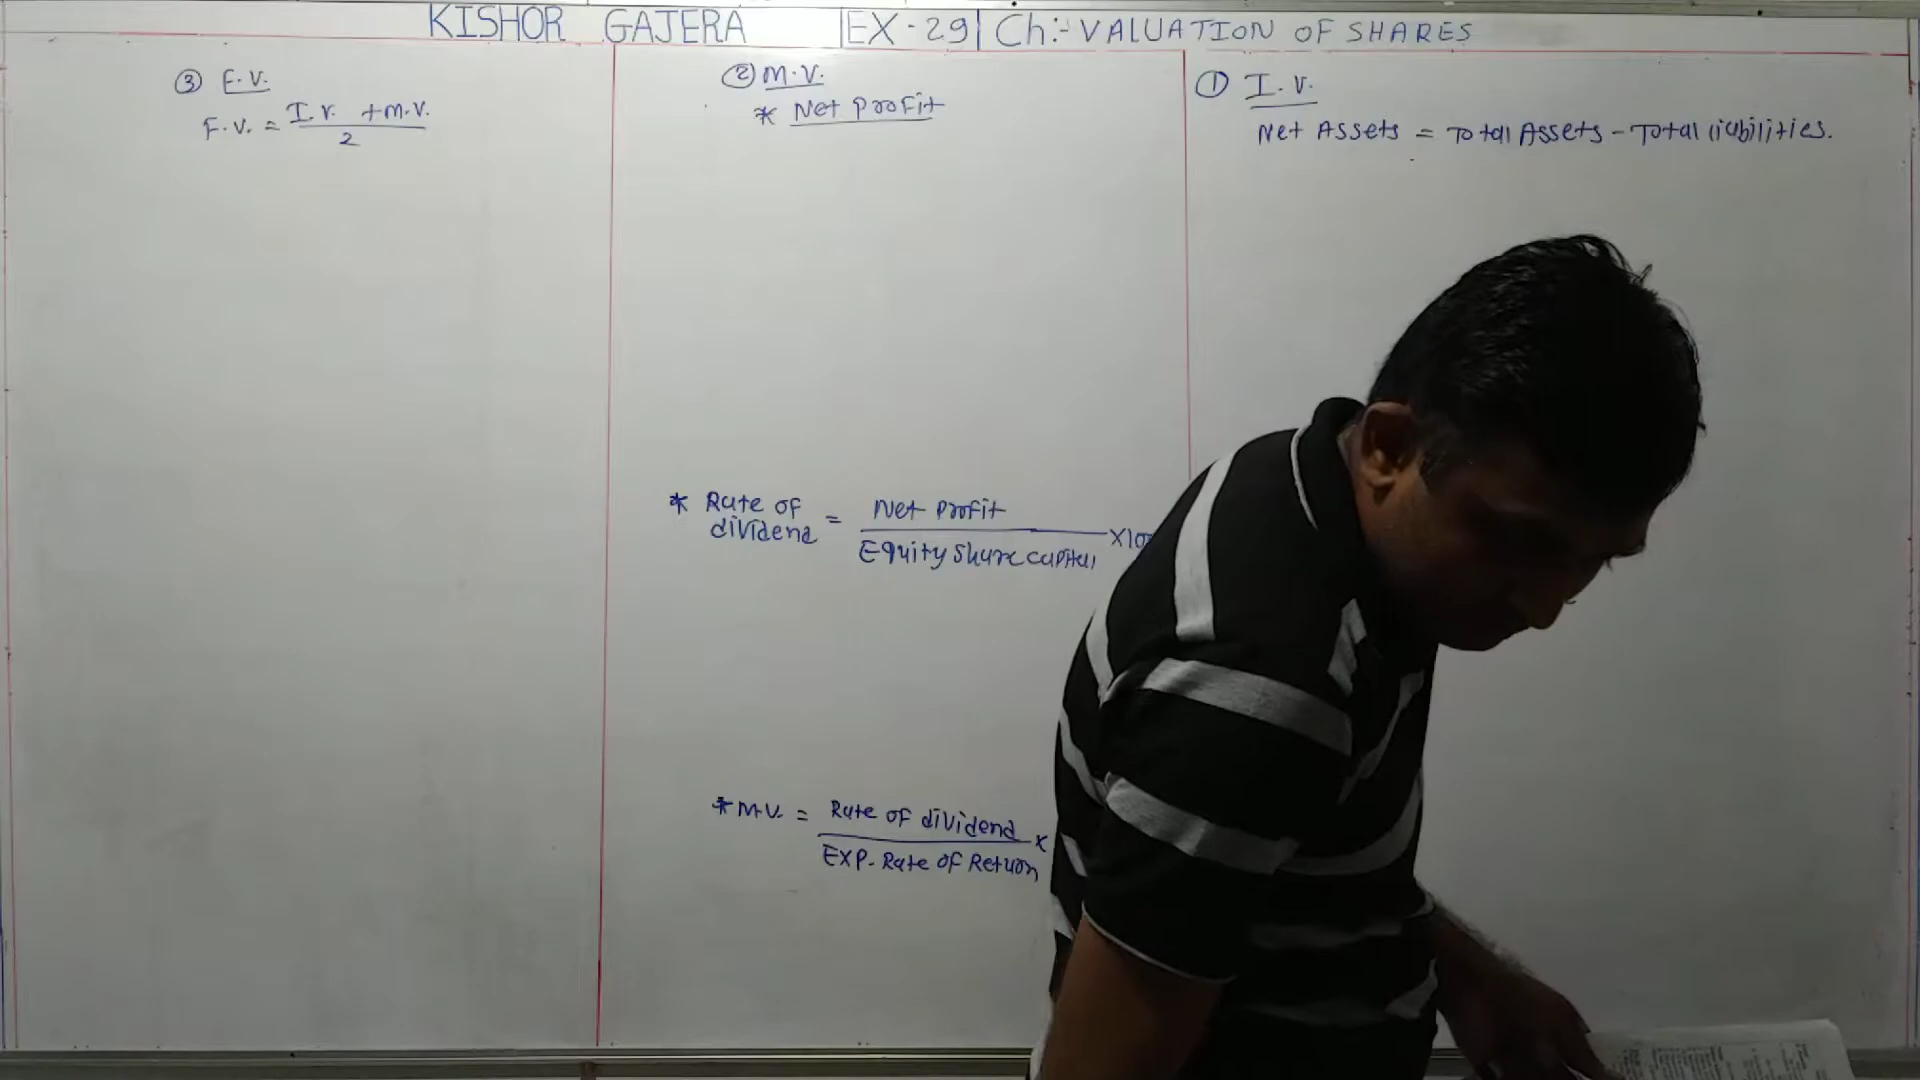 KISHOR GAJERA | EX-29 | Ch:- VALUATION OF SHARES
③ F.V.
F.V. = I.V. + M.V.
2
② M.V.
* Net Profit
* Rate of dividend = Net Profit
Equity Share capital
×100
* M.V. = Rate of dividend ×
Exp. Rate of Return
① I.V.
Net Assets = Total Assets - Total liabilities.